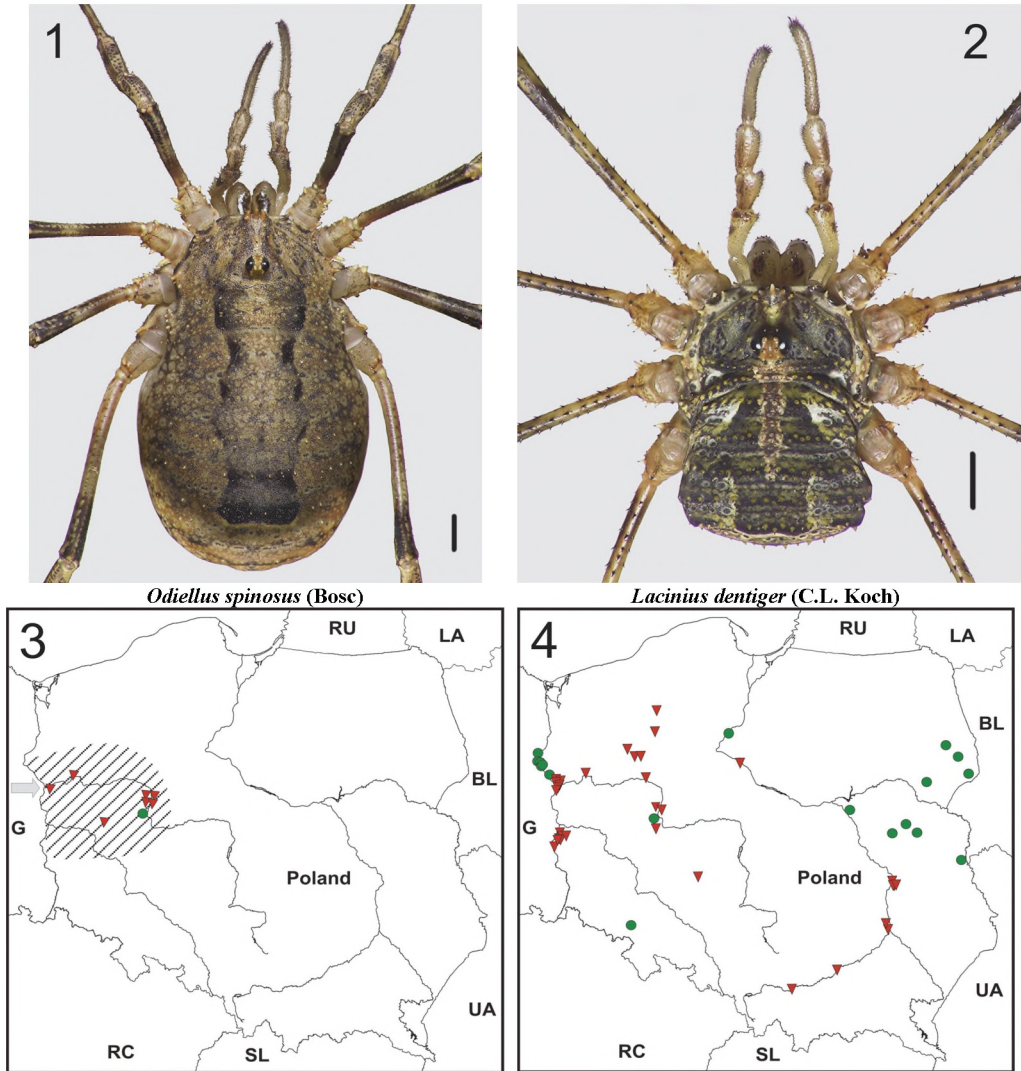 1
2
Odiellus spinosus (Bosc)
Lacinius dentiger (C.L. Koch)
3
RU
LA
BL
G
Poland
UA
RC
SL
4
RU
LA
BL
G
Poland
UA
RC
SL